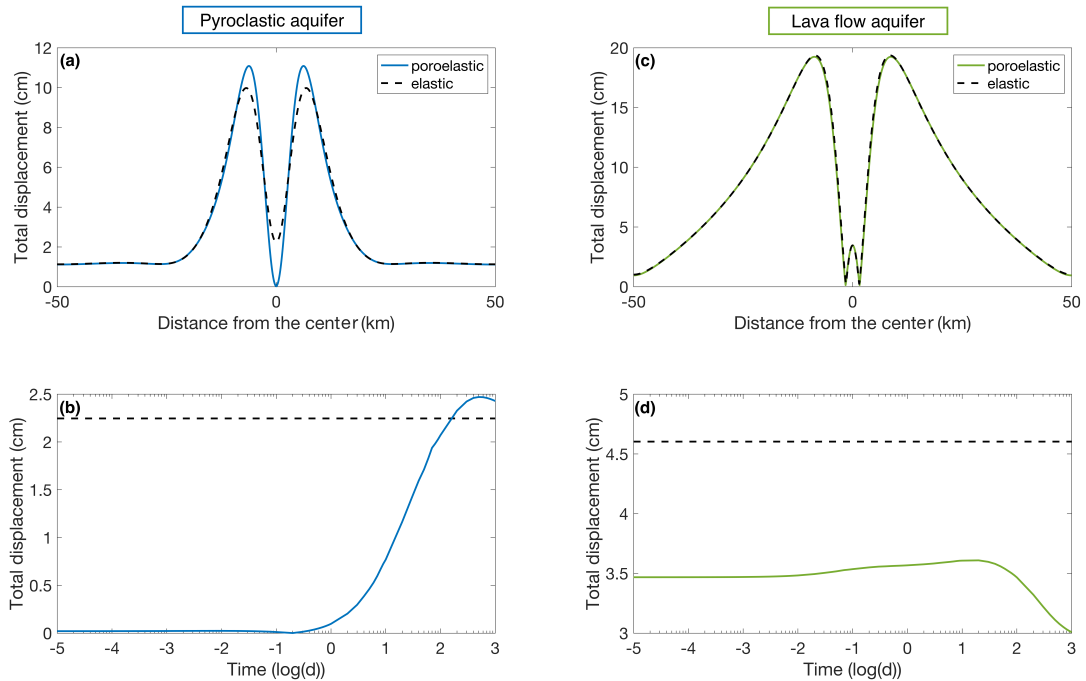 Pyroclastic aquifer
(a)
poroelastic
elastic
12
10
8
6
4
2
0
Total displacement (cm)
-50
0
50
Distance from the center (km)
Lava flow aquifer
(c)
poroelastic
elastic
20
15
10
5
0
Total displacement (cm)
-50
0
50
Distance from the center (km)
(b)
2.5
2
1.5
1
0.5
0
Total displacement (cm)
-5
-4
-3
-2
-1
0
1
2
3
Time (log(d))
(d)
5
4.5
4
3.5
3
Total displacement (cm)
-5
-4
-3
-2
-1
0
1
2
3
Time (log(d))